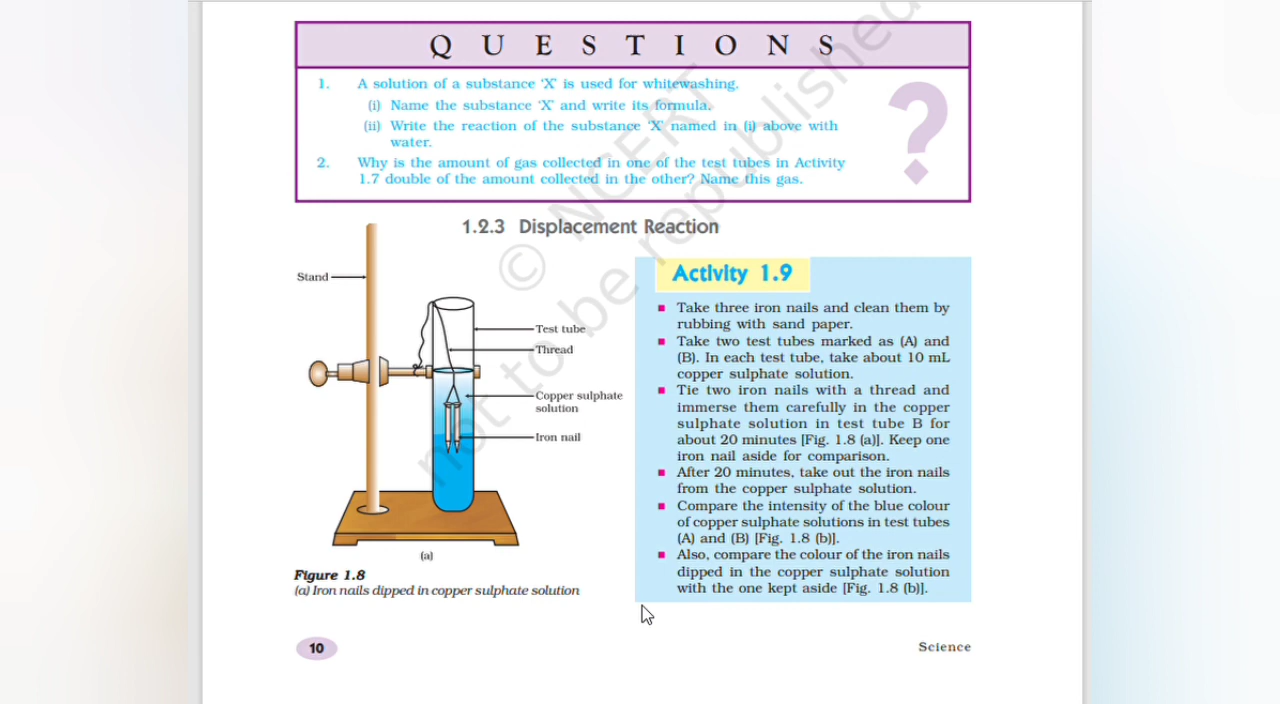 QUESTIONS
1. A solution of a substance ‘X’ is used for whitewashing.
(i) Name the substance ‘X’ and write its formula.
(ii) Write the reaction of the substance ‘X’ named in (i) above with
water.
2. Why is the amount of gas collected in one of the test tubes in Activity
1.7 double of the amount collected in the other? Name this gas.
?
1.2.3 Displacement Reaction
Stand
Test tube
Thread
Copper sulphate
solution
Iron nail
(a)
Figure 1.8
(a) Iron nails dipped in copper sulphate solution
Activity 1.9
Take three iron nails and clean them by
rubbing with sand paper.
Take two test tubes marked as (A) and
(B). In each test tube, take about 10 mL
copper sulphate solution.
Tie two iron nails with a thread and
immerse them carefully in the copper
sulphate solution in test tube B for
about 20 minutes [Fig. 1.8 (a)]. Keep one
iron nail aside for comparison.
After 20 minutes, take out the iron nails
from the copper sulphate solution.
Compare the intensity of the blue colour
of copper sulphate solutions in test tubes
(A) and (B) [Fig. 1.8 (b)].
Also, compare the colour of the iron nails
dipped in the copper sulphate solution
with the one kept aside [Fig. 1.8 (b)].
10
Science
© NCERT
not to be republished